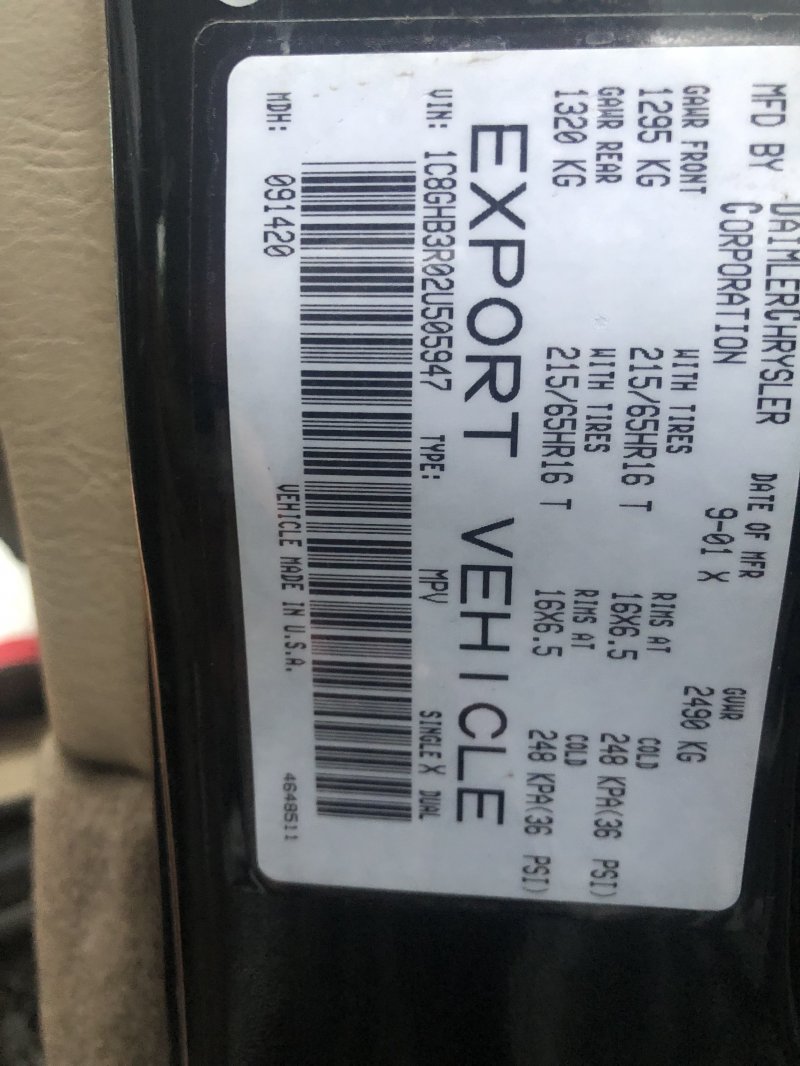 MFD BY DAIMLERCHRYSLER CORPORATION
DATE OF MFR 9-01 X
GVWR 2490 KG
GAWR FRONT WITH TIRES RIMS AT COLD
1295 KG 215/65HR16 T 16X6.5 248 KPA(36 PSI)
GAWR REAR WITH TIRES RIMS AT COLD
1320 KG 215/65HR16 T 16X6.5 248 KPA(36 PSI)
EXPORT VEHICLE
VIN: 1C8GHB3R02U505947 TYPE: MPV SINGLE X DUAL
MDH: 091420 VEHICLE MADE IN U.S.A. 4648511